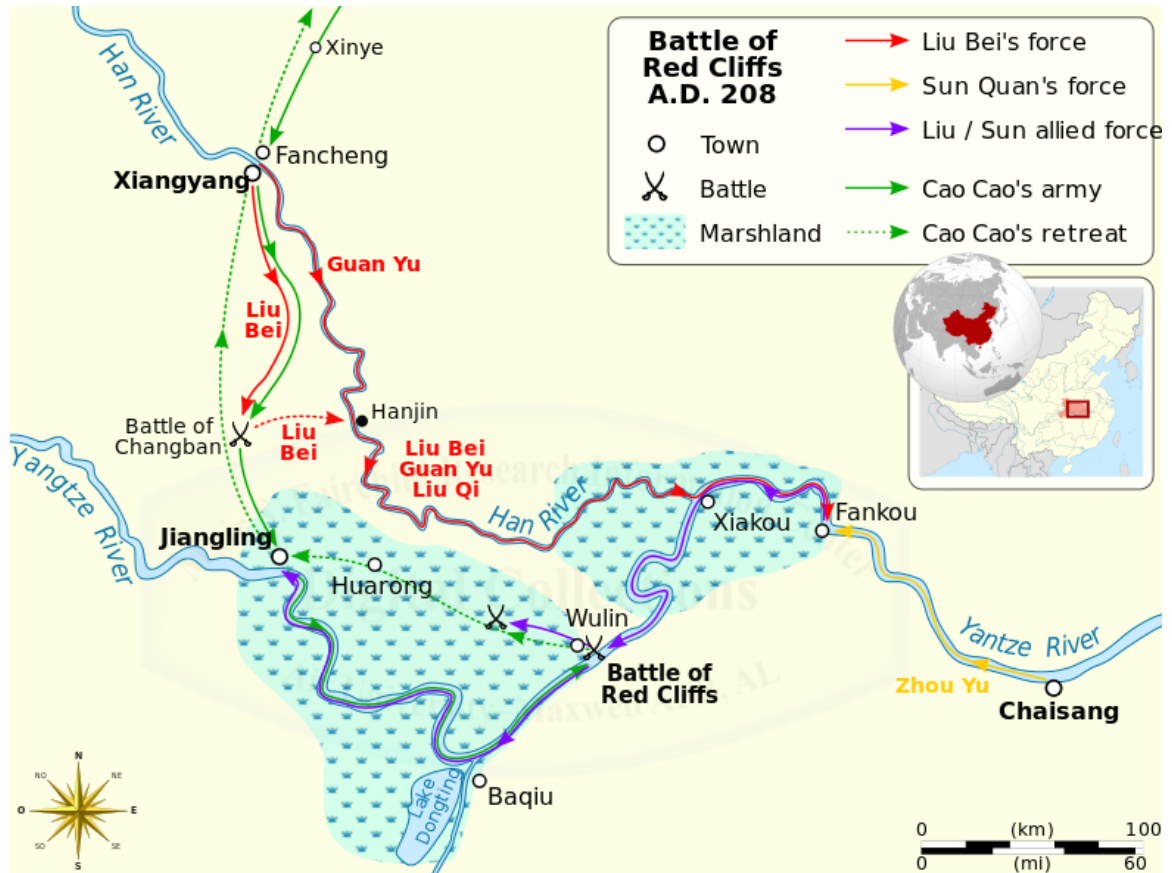 Han River
Xinye
Fancheng
Xiangyang
Guan Yu
Liu
Bei
Battle of
Changban
Liu
Bei
Hanjin
Liu Bei
Guan Yu
Liu Qi
Yangtze River
Han River
Xiakou
Fankou
Jiangling
Huarong
Wulin
Battle of
Red Cliffs
Yantze River
Zhou Yu
Chaisang
Lake
Dongting
Baqiu
Battle of
Red Cliffs
A.D. 208
Town
Battle
Marshland
Liu Bei's force
Sun Quan's force
Liu / Sun allied force
Cao Cao's army
Cao Cao's retreat
N
NO
NE
O
E
SO
SE
S
0 (km) 100
0 (mi) 60
Digital Collections